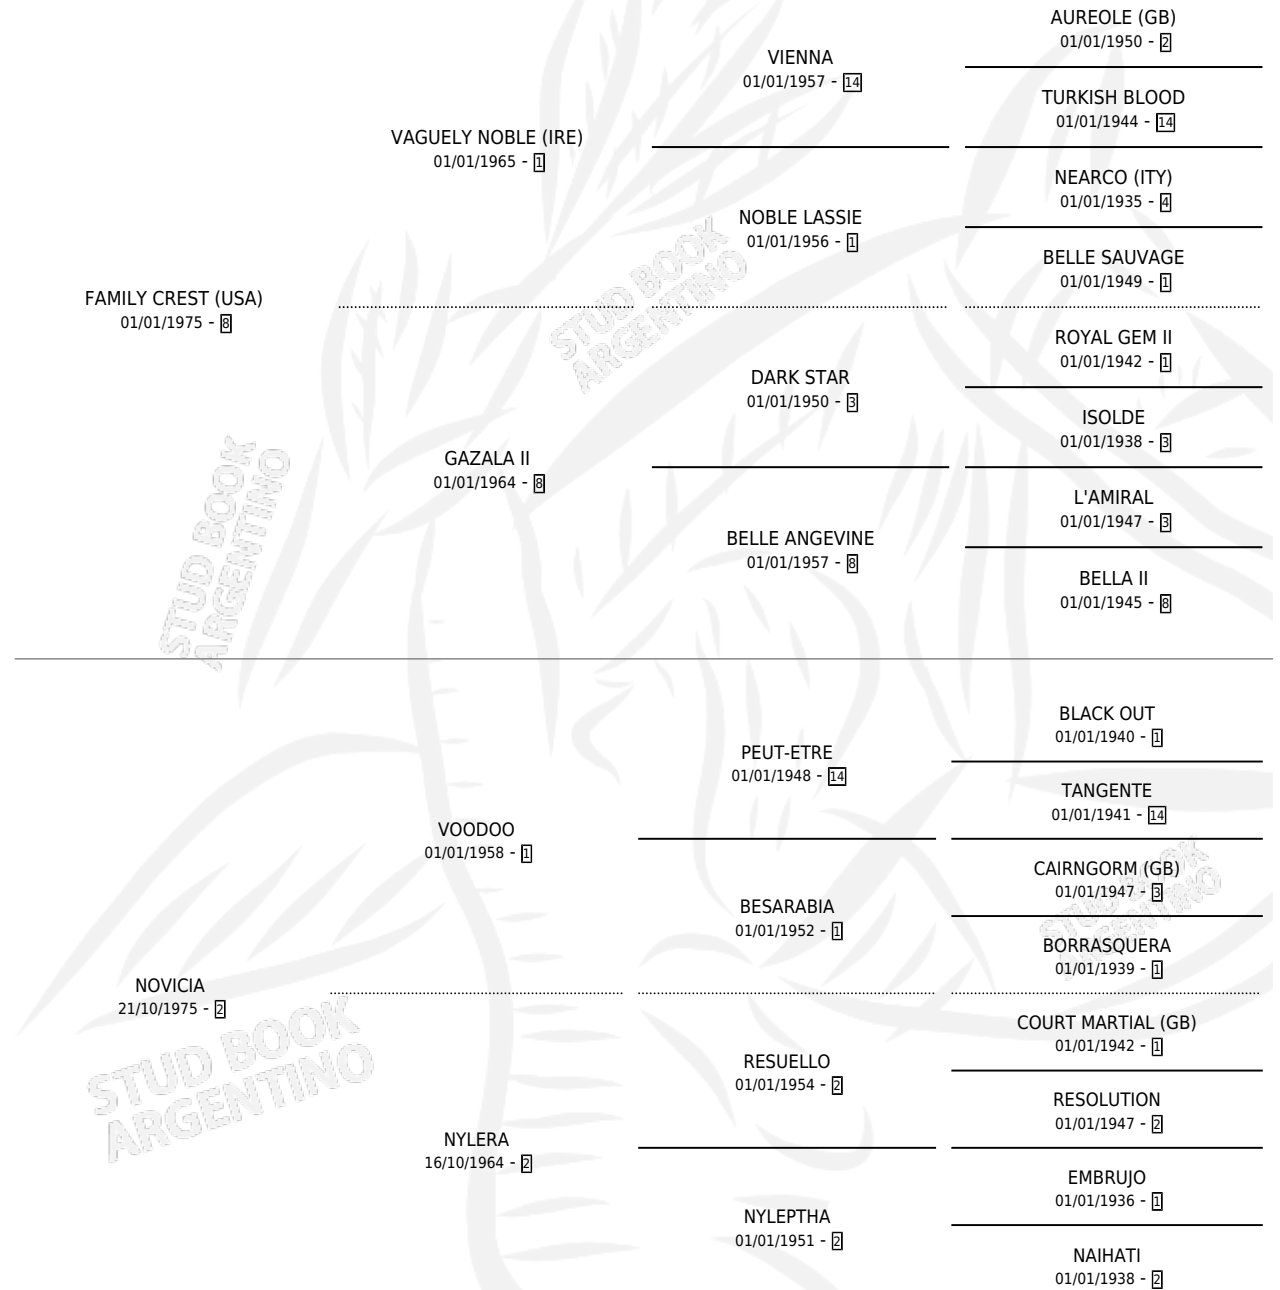 AUREOLE (GB)
01/01/1950 - 2
VIENNA
01/01/1957 - 14
TURKISH BLOOD
01/01/1944 - 14
VAGUELY NOBLE (IRE)
01/01/1965 - 1
NEARCO (ITY)
01/01/1935 - 4
NOBLE LASSIE
01/01/1956 - 1
BELLE SAUVAGE
01/01/1949 - 1
FAMILY CREST (USA)
01/01/1975 - 8
ROYAL GEM II
01/01/1942 - 1
DARK STAR
01/01/1950 - 3
ISOLDE
01/01/1938 - 3
GAZALA II
01/01/1964 - 8
L'AMIRAL
01/01/1947 - 3
BELLE ANGEVINE
01/01/1957 - 8
BELLA II
01/01/1945 - 8
STUD BOOK
ARGENTINO
STUD BOOK
ARGENTINO
BLACK OUT
01/01/1940 - 1
PEUT-ETRE
01/01/1948 - 14
TANGENTE
01/01/1941 - 14
VOODOO
01/01/1958 - 1
CAIRNGORM (GB)
01/01/1947 - 3
BESARABIA
01/01/1952 - 1
BORRASQUERA
01/01/1939 - 1
NOVICIA
21/10/1975 - 2
COURT MARTIAL (GB)
01/01/1942 - 1
RESUELLO
01/01/1954 - 2
RESOLUTION
01/01/1947 - 2
NYLERA
16/10/1964 - 2
EMBRUJO
01/01/1936 - 1
NYLEPTHA
01/01/1951 - 2
NAIHATI
01/01/1938 - 2
STUD BOOK
ARGENTINO
STUD BOOK
ARGENTINO